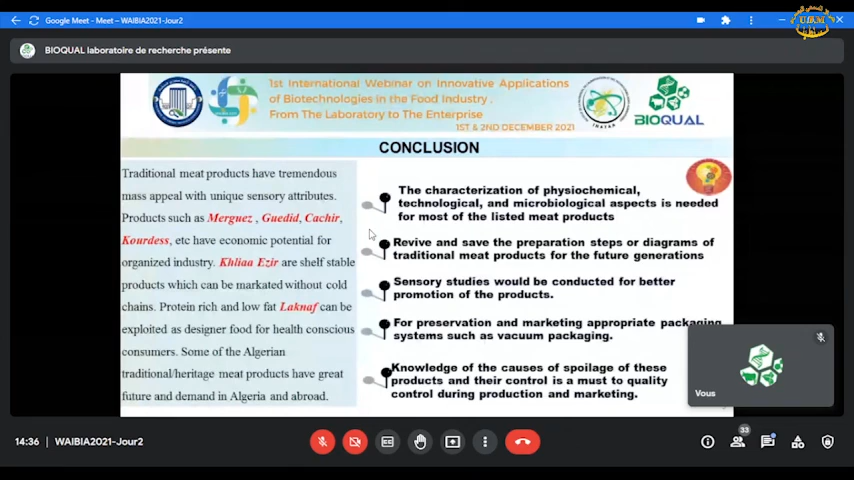 Google Meet - Meet – WAIBIA2021-Jour2
UBM
BIOQUAL laboratoire de recherche présente
1st International Webinar on Innovative Applications
of Biotechnologies in the Food Industry .
From The Laboratory to The Enterprise
1ST & 2ND DECEMBER 2021
INATAA
BIOQUAL
CONCLUSION
Traditional meat products have tremendous
mass appeal with unique sensory attributes.
Products such as Merguez , Guedid, Cachir,
Kourdess, etc have economic potential for
organized industry. Khliaa Ezir are shelf stable
products which can be markated without cold
chains. Protein rich and low fat Laknaf can be
exploited as designer food for health conscious
consumers. Some of the Algerian
traditional/heritage meat products have great
future and demand in Algeria and abroad.
The characterization of physiochemical,
technological, and microbiological aspects is needed
for most of the listed meat products
Revive and save the preparation steps or diagrams of
traditional meat products for the future generations
Sensory studies would be conducted for better
promotion of the products.
For preservation and marketing appropriate packaging
systems such as vacuum packaging.
Knowledge of the causes of spoilage of these
products and their control is a must to quality
control during production and marketing.
Vous
14:36 | WAIBIA2021-Jour2
33